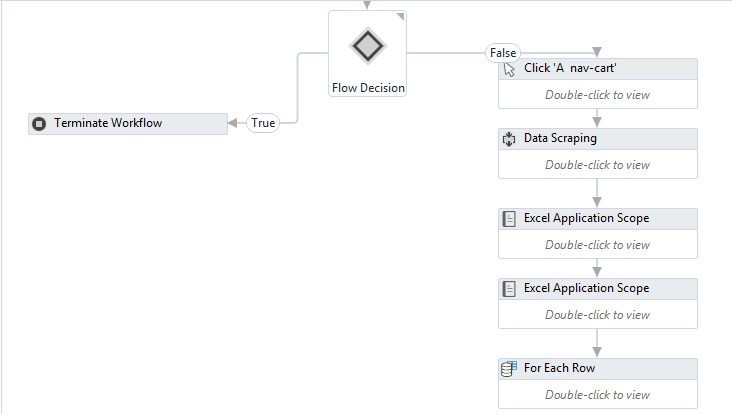 Flow Decision
True
False
Terminate Workflow
Click 'A  nav-cart'
Double-click to view
Data Scraping
Double-click to view
Excel Application Scope
Double-click to view
Excel Application Scope
Double-click to view
For Each Row
Double-click to view